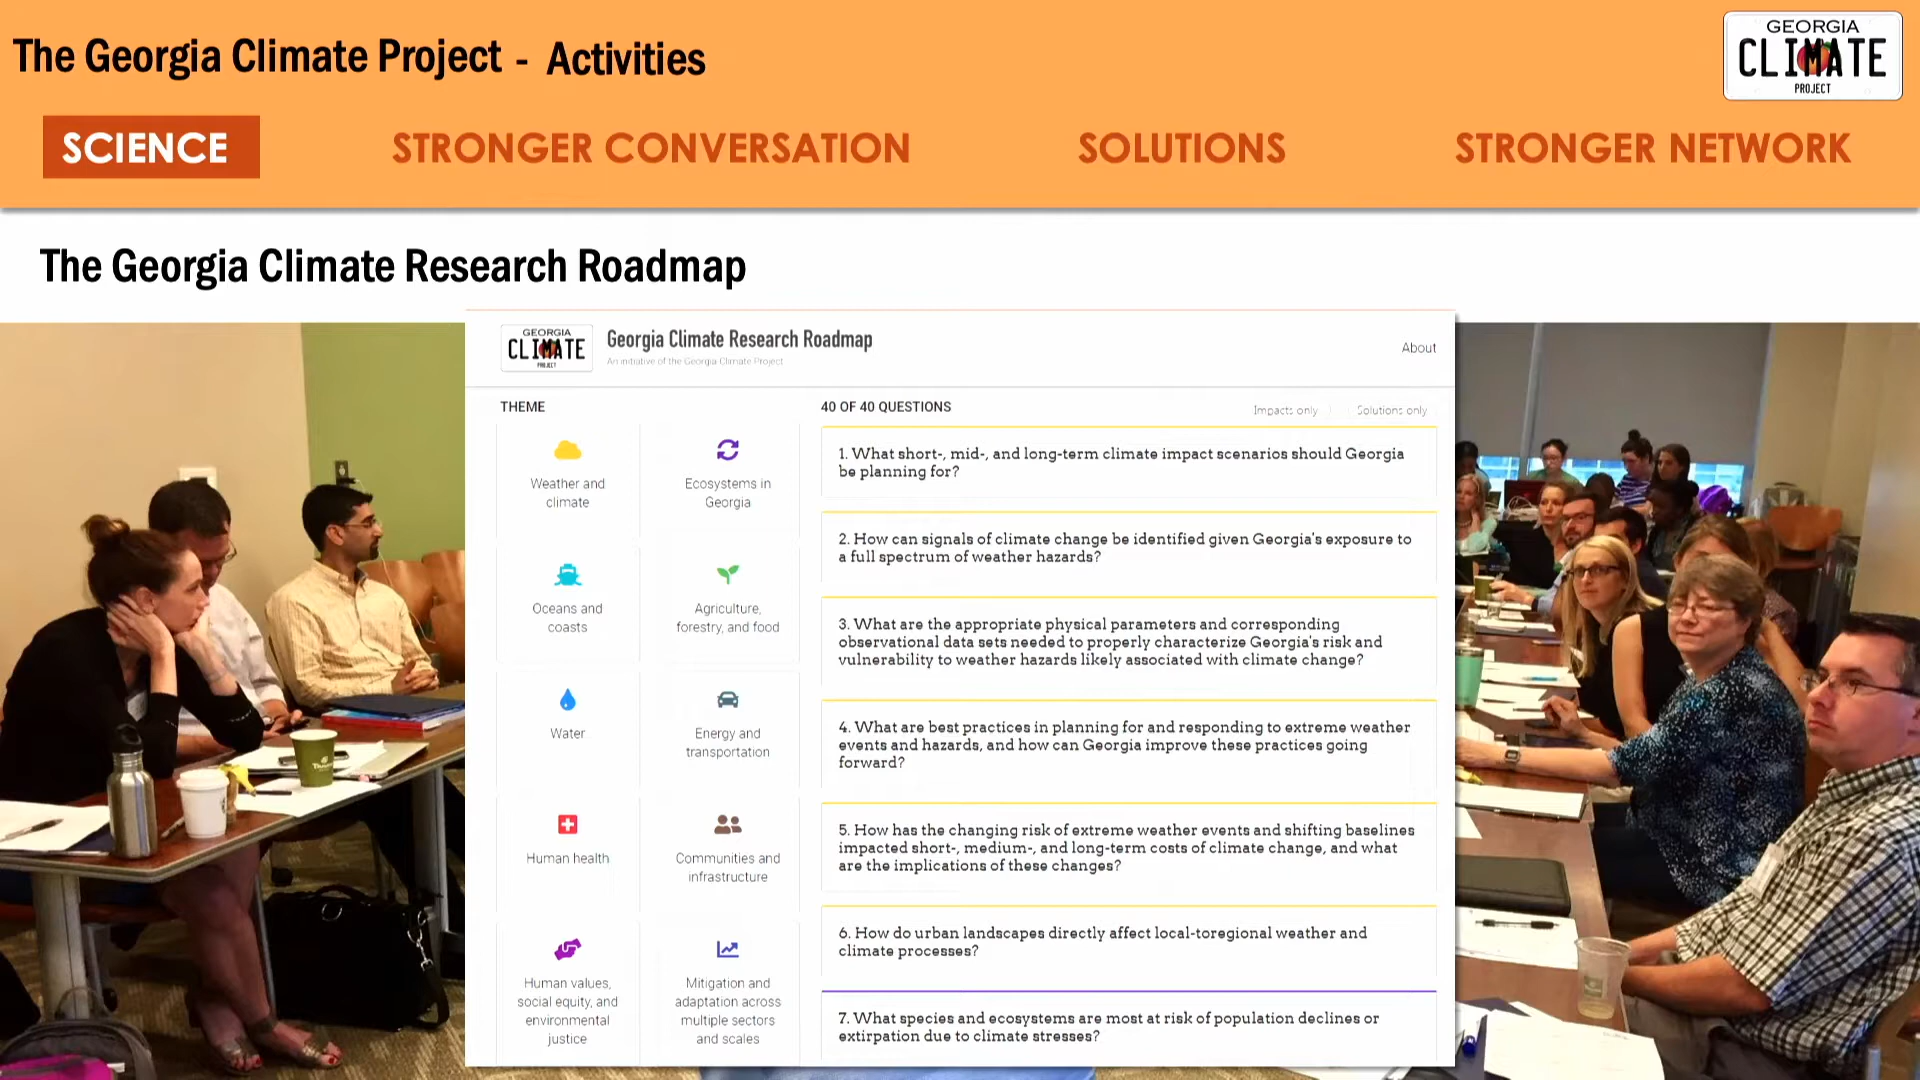 The Georgia Climate Project - Activities
GEORGIA
CLIMATE
PROJECT
SCIENCE
STRONGER CONVERSATION
SOLUTIONS
STRONGER NETWORK
The Georgia Climate Research Roadmap
GEORGIA
CLIMATE
PROJECT
Georgia Climate Research Roadmap
An initiative of the Georgia Climate Project
About
THEME
Weather and
climate
Ecosystems in
Georgia
Oceans and
coasts
Agriculture,
forestry, and food
Water
Energy and
transportation
Human health
Communities and
infrastructure
Human values,
social equity, and
environmental
justice
Mitigation and
adaptation across
multiple sectors
and scales
40 OF 40 QUESTIONS
Impacts only
Solutions only
1. What short-, mid-, and long-term climate impact scenarios should Georgia
be planning for?
2. How can signals of climate change be identified given Georgia's exposure to
a full spectrum of weather hazards?
3. What are the appropriate physical parameters and corresponding
observational data sets needed to properly characterize Georgia's risk and
vulnerability to weather hazards likely associated with climate change?
4. What are best practices in planning for and responding to extreme weather
events and hazards, and how can Georgia improve these practices going
forward?
5. How has the changing risk of extreme weather events and shifting baselines
impacted short-, medium-, and long-term costs of climate change, and what
are the implications of these changes?
6. How do urban landscapes directly affect local-toregional weather and
climate processes?
7. What species and ecosystems are most at risk of population declines or
extirpation due to climate stresses?